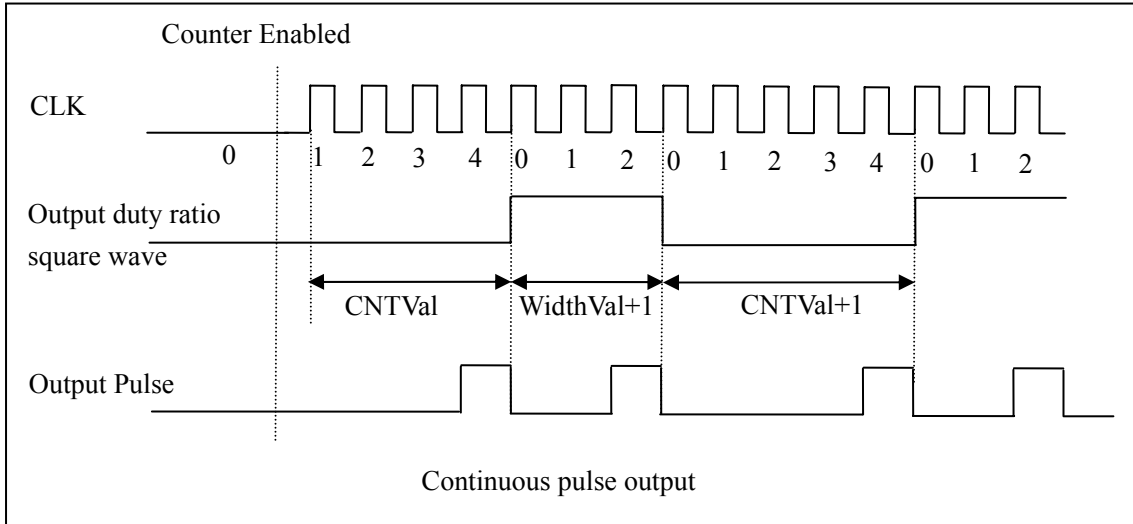 Counter Enabled
CLK
0 1 2 3 4 0 1 2 0 1 2 3 4 0 1 2
Output duty ratio
square wave
CNTVal WidthVal+1 CNTVal+1
Output Pulse
Continuous pulse output